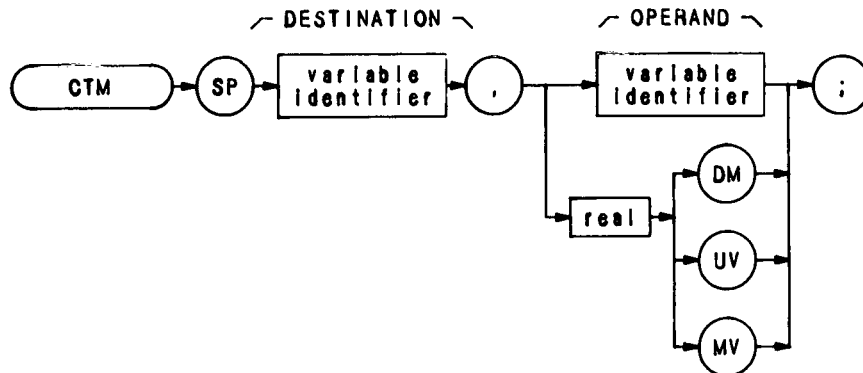 DESTINATION
OPERAND
CTM
SP
variable
identifier
,
variable
identifier
;
real
DM
UV
MV